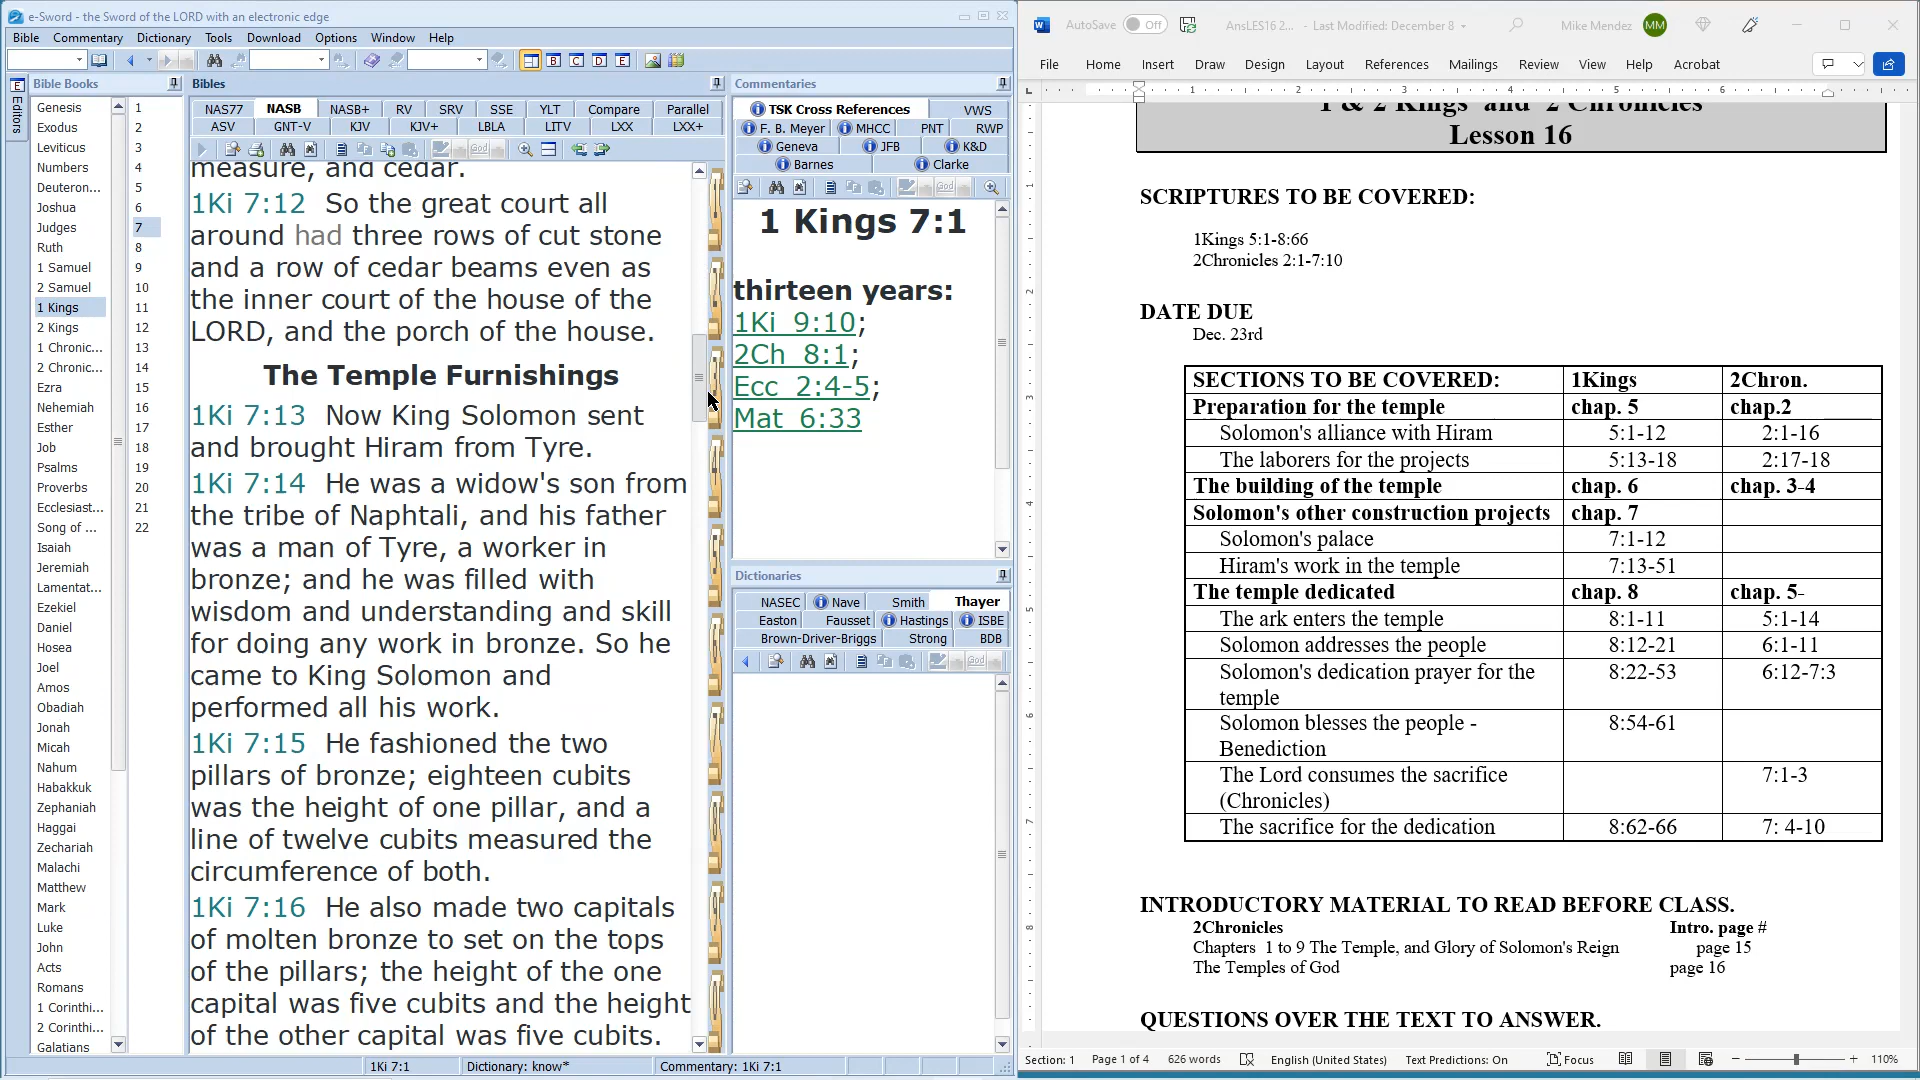 e-Sword - the Sword of the LORD with an electronic edge
Bible Commentary Dictionary Tools Download Options Window Help
B C D E
Editors
Bible Books
Genesis
Exodus
Leviticus
Numbers
Deuteron...
Joshua
Judges
Ruth
1 Samuel
2 Samuel
1 Kings
2 Kings
1 Chronic...
2 Chronic...
Ezra
Nehemiah
Esther
Job
Psalms
Proverbs
Ecclesiast...
Song of ...
Isaiah
Jeremiah
Lamentat...
Ezekiel
Daniel
Hosea
Joel
Amos
Obadiah
Jonah
Micah
Nahum
Habakkuk
Zephaniah
Haggai
Zechariah
Malachi
Matthew
Mark
Luke
John
Acts
Romans
1 Corinthi...
2 Corinthi...
Galatians
1
2
3
4
5
6
7
8
9
10
11
12
13
14
15
16
17
18
19
20
21
22
Bibles
NAS77 NASB NASB+ RV SRV SSE YLT Compare Parallel
ASV GNT-V KJV KJV+ LBLA LITV LXX LXX+
God
measure, and cedar.
1Ki 7:12 So the great court all
around had three rows of cut stone
and a row of cedar beams even as
the inner court of the house of the
LORD, and the porch of the house.
The Temple Furnishings
1Ki 7:13 Now King Solomon sent
and brought Hiram from Tyre.
1Ki 7:14 He was a widow's son from
the tribe of Naphtali, and his father
was a man of Tyre, a worker in
bronze; and he was filled with
wisdom and understanding and skill
for doing any work in bronze. So he
came to King Solomon and
performed all his work.
1Ki 7:15 He fashioned the two
pillars of bronze; eighteen cubits
was the height of one pillar, and a
line of twelve cubits measured the
circumference of both.
1Ki 7:16 He also made two capitals
of molten bronze to set on the tops
of the pillars; the height of the one
capital was five cubits and the height
of the other capital was five cubits.
Commentaries
TSK Cross References VWS
F. B. Meyer MHCC PNT RWP
Geneva JFB K&D
Barnes Clarke
God
1 Kings 7:1
thirteen years:
1Ki 9:10;
2Ch 8:1;
Ecc 2:4-5;
Mat 6:33
Dictionaries
NASEC Nave Smith Thayer
Easton Fausset Hastings ISBE
Brown-Driver-Briggs Strong BDB
God
1Ki 7:1 Dictionary: know* Commentary: 1Ki 7:1
AutoSave Off AnsLES16 2... - Last Modified: December 8 Mike Mendez MM
File Home Insert Draw Design Layout References Mailings Review View Help Acrobat
1 2 3 4 5 6
1 2 3 4 5 6 7 8
1 & 2 Kings and 2 Chronicles
Lesson 16
SCRIPTURES TO BE COVERED:
1Kings 5:1-8:66
2Chronicles 2:1-7:10
DATE DUE
Dec. 23rd
SECTIONS TO BE COVERED: 1Kings 2Chron.
Preparation for the temple chap. 5 chap.2
Solomon's alliance with Hiram 5:1-12 2:1-16
The laborers for the projects 5:13-18 2:17-18
The building of the temple chap. 6 chap. 3-4
Solomon's other construction projects chap. 7
Solomon's palace 7:1-12
Hiram's work in the temple 7:13-51
The temple dedicated chap. 8 chap. 5-
The ark enters the temple 8:1-11 5:1-14
Solomon addresses the people 8:12-21 6:1-11
Solomon's dedication prayer for the 8:22-53 6:12-7:3
temple
Solomon blesses the people - 8:54-61
Benediction
The Lord consumes the sacrifice 7:1-3
(Chronicles)
The sacrifice for the dedication 8:62-66 7: 4-10
INTRODUCTORY MATERIAL TO READ BEFORE CLASS.
2Chronicles Intro. page #
Chapters 1 to 9 The Temple, and Glory of Solomon's Reign page 15
The Temples of God page 16
QUESTIONS OVER THE TEXT TO ANSWER.
Section: 1 Page 1 of 4 626 words English (United States) Text Predictions: On Focus 110%